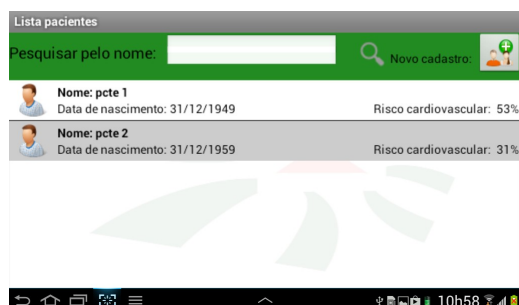 Lista pacientes
Pesquisar pelo nome:
Novo cadastro:
Nome: pcte 1
Data de nascimento: 31/12/1949 Risco cardiovascular: 53%
Nome: pcte 2
Data de nascimento: 31/12/1959 Risco cardiovascular: 31%
10h58